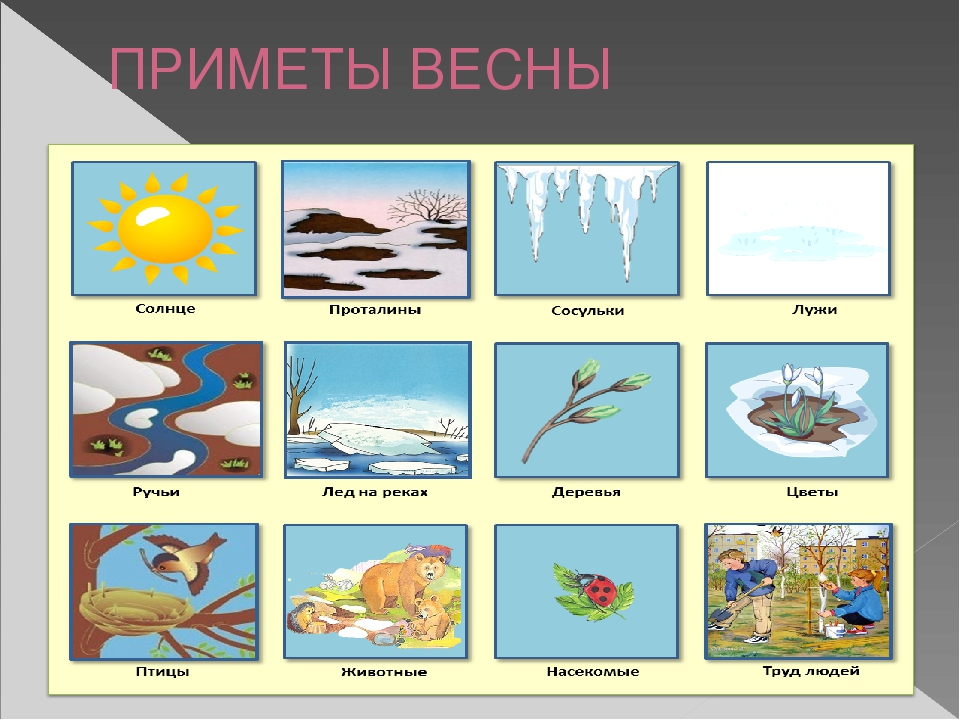 ПРИМЕТЫ ВЕСНЫ
Солнце
Проталины
Сосульки
Лужи
Ручьи
Лед на реках
Деревья
Цветы
Птицы
Животные
Насекомые
Труд людей